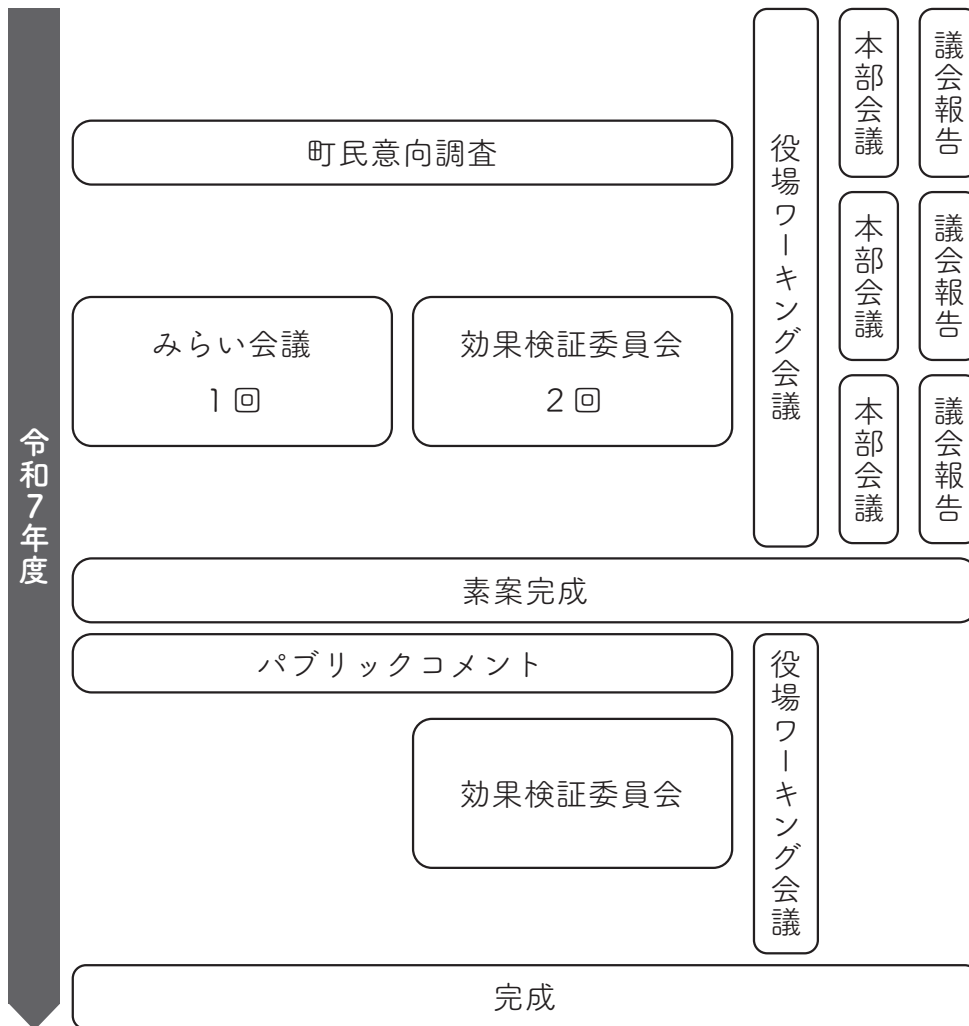 令和7年度
町民意向調査
みらい会議
1回
効果検証委員会
2回
役場ワーキング会議
本部会議
議会報告
本部会議
議会報告
本部会議
議会報告
素案完成
パブリックコメント
効果検証委員会
役場ワーキング会議
完成